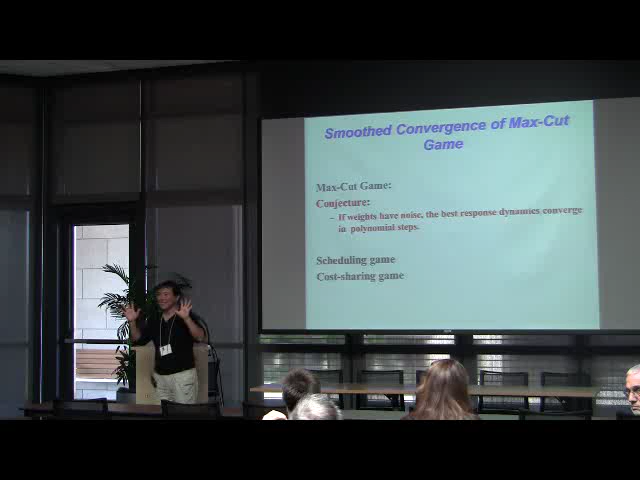 Smoothed Convergence of Max-Cut
Game
Max-Cut Game:
Conjecture:
– If weights have noise, the best response dynamics converge
in polynomial steps.
Scheduling game
Cost-sharing game